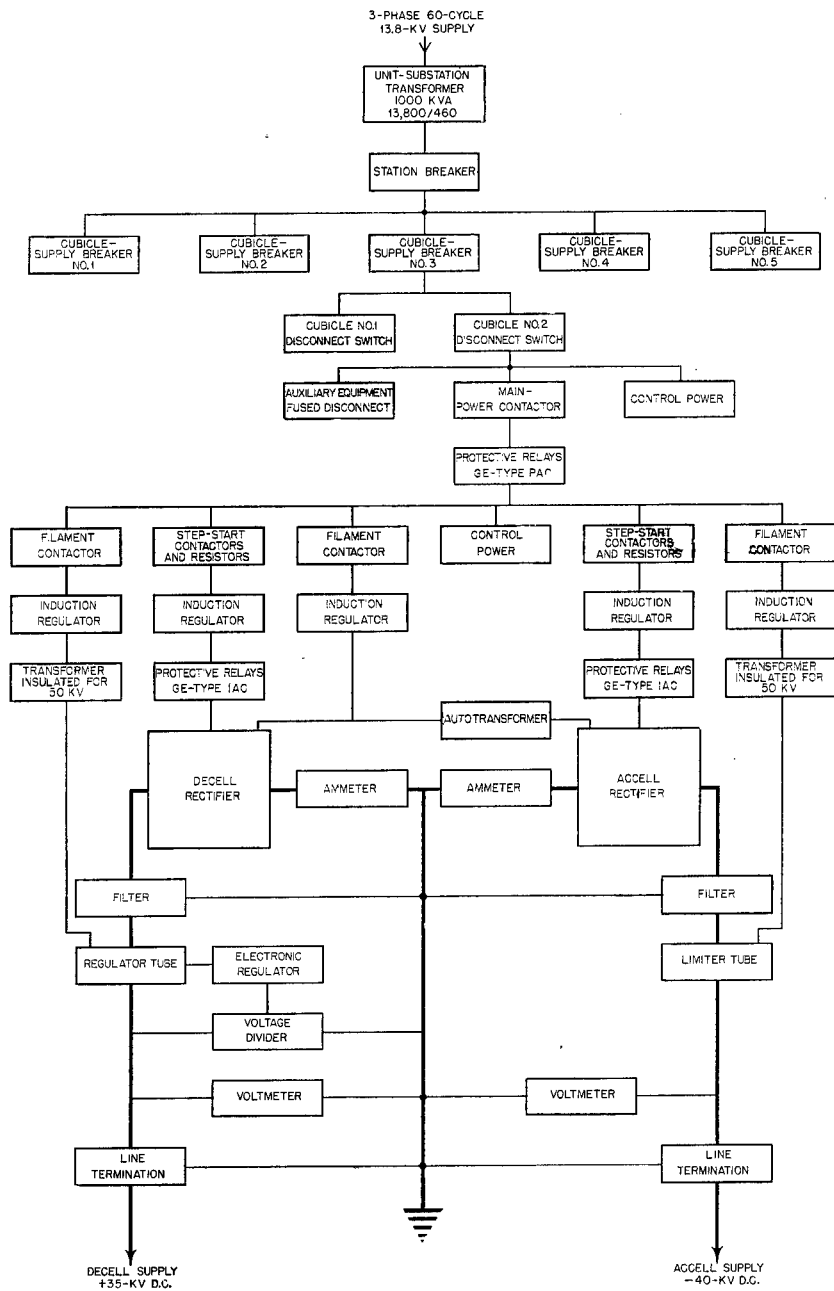 3-PHASE 60-CYCLE
13.8-KV SUPPLY
UNIT-SUBSTATION
TRANSFORMER
1000 KVA
13,800/460
STATION BREAKER
CUBICLE-
SUPPLY BREAKER
NO.1
CUBICLE-
SUPPLY BREAKER
NO.2
CUBICLE-
SUPPLY BREAKER
NO.3
CUBICLE-
SUPPLY BREAKER
NO.4
CUBICLE-
SUPPLY BREAKER
NO.5
CUBICLE NO.1
DISCONNECT SWITCH
CUBICLE NO.2
DISCONNECT SWITCH
AUXILIARY EQUIPMENT
FUSED DISCONNECT
MAIN-
POWER CONTACTOR
CONTROL POWER
PROTECTIVE RELAYS
GE-TYPE PAC
FILAMENT
CONTACTOR
STEP-START
CONTACTORS
AND RESISTORS
FILAMENT
CONTACTOR
CONTROL
POWER
STEP-START
CONTACTORS
AND RESISTORS
FILAMENT
CONTACTOR
INDUCTION
REGULATOR
INDUCTION
REGULATOR
INDUCTION
REGULATOR
INDUCTION
REGULATOR
INDUCTION
REGULATOR
TRANSFORMER
INSULATED FOR
50 KV
PROTECTIVE RELAYS
GE-TYPE IAC
PROTECTIVE RELAYS
GE-TYPE IAC
TRANSFORMER
INSULATED FOR
50 KV
AUTOTRANSFORMER
DECELL
RECTIFIER
AMMETER
AMMETER
ACCELL
RECTIFIER
FILTER
FILTER
REGULATOR TUBE
ELECTRONIC
REGULATOR
LIMITER TUBE
VOLTAGE
DIVIDER
VOLTMETER
VOLTMETER
LINE
TERMINATION
LINE
TERMINATION
DECELL SUPPLY
+35-KV D.C.
ACCELL SUPPLY
-40-KV D.C.